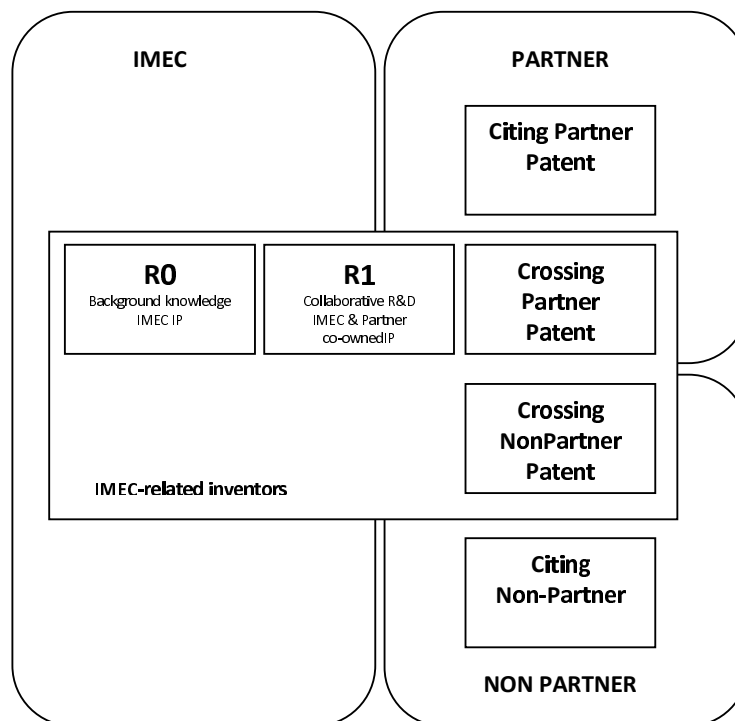 IMEC
PARTNER
Citing Partner
Patent
R0
Background knowledge
IMEC IP
R1
Collaborative R&D
IMEC & Partner
co-ownedIP
Crossing
Partner
Patent
Crossing
NonPartner
Patent
IMEC-related inventors
Citing
Non-Partner
NON PARTNER